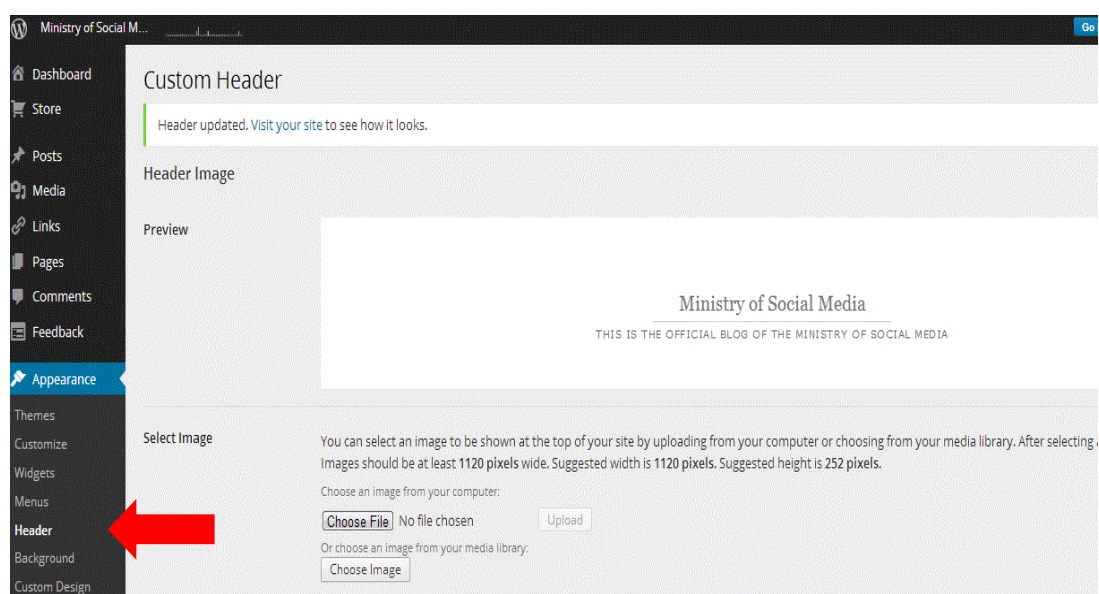 Ministry of Social M...
Go
Dashboard
Store
Posts
Media
Links
Pages
Comments
Feedback
Appearance
Themes
Customize
Widgets
Menus
Header
Background
Custom Design
Custom Header
Header updated. Visit your site to see how it looks.
Header Image
Preview
Ministry of Social Media
THIS IS THE OFFICIAL BLOG OF THE MINISTRY OF SOCIAL MEDIA
Select Image
You can select an image to be shown at the top of your site by uploading from your computer or choosing from your media library. After selecting
Images should be at least 1120 pixels wide. Suggested width is 1120 pixels. Suggested height is 252 pixels.
Choose an image from your computer:
Choose File No file chosen Upload
Or choose an image from your media library:
Choose Image